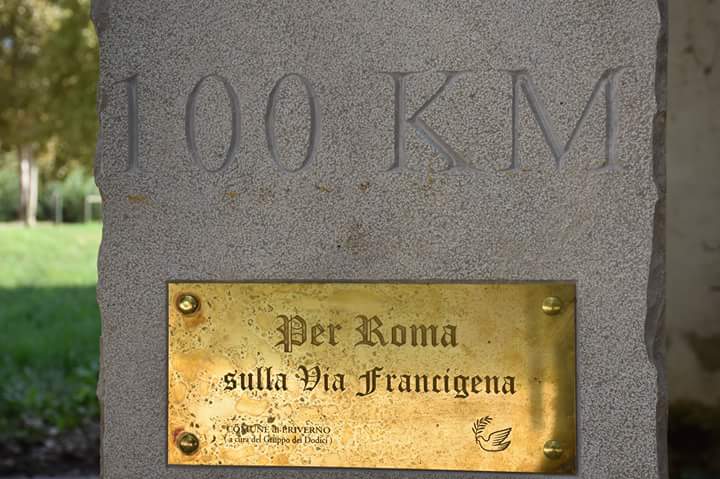 100 KM
Per Roma
sulla Via Francigena
COMUNE di PRIVERNO
( a cura del Gruppo dei Dodici )